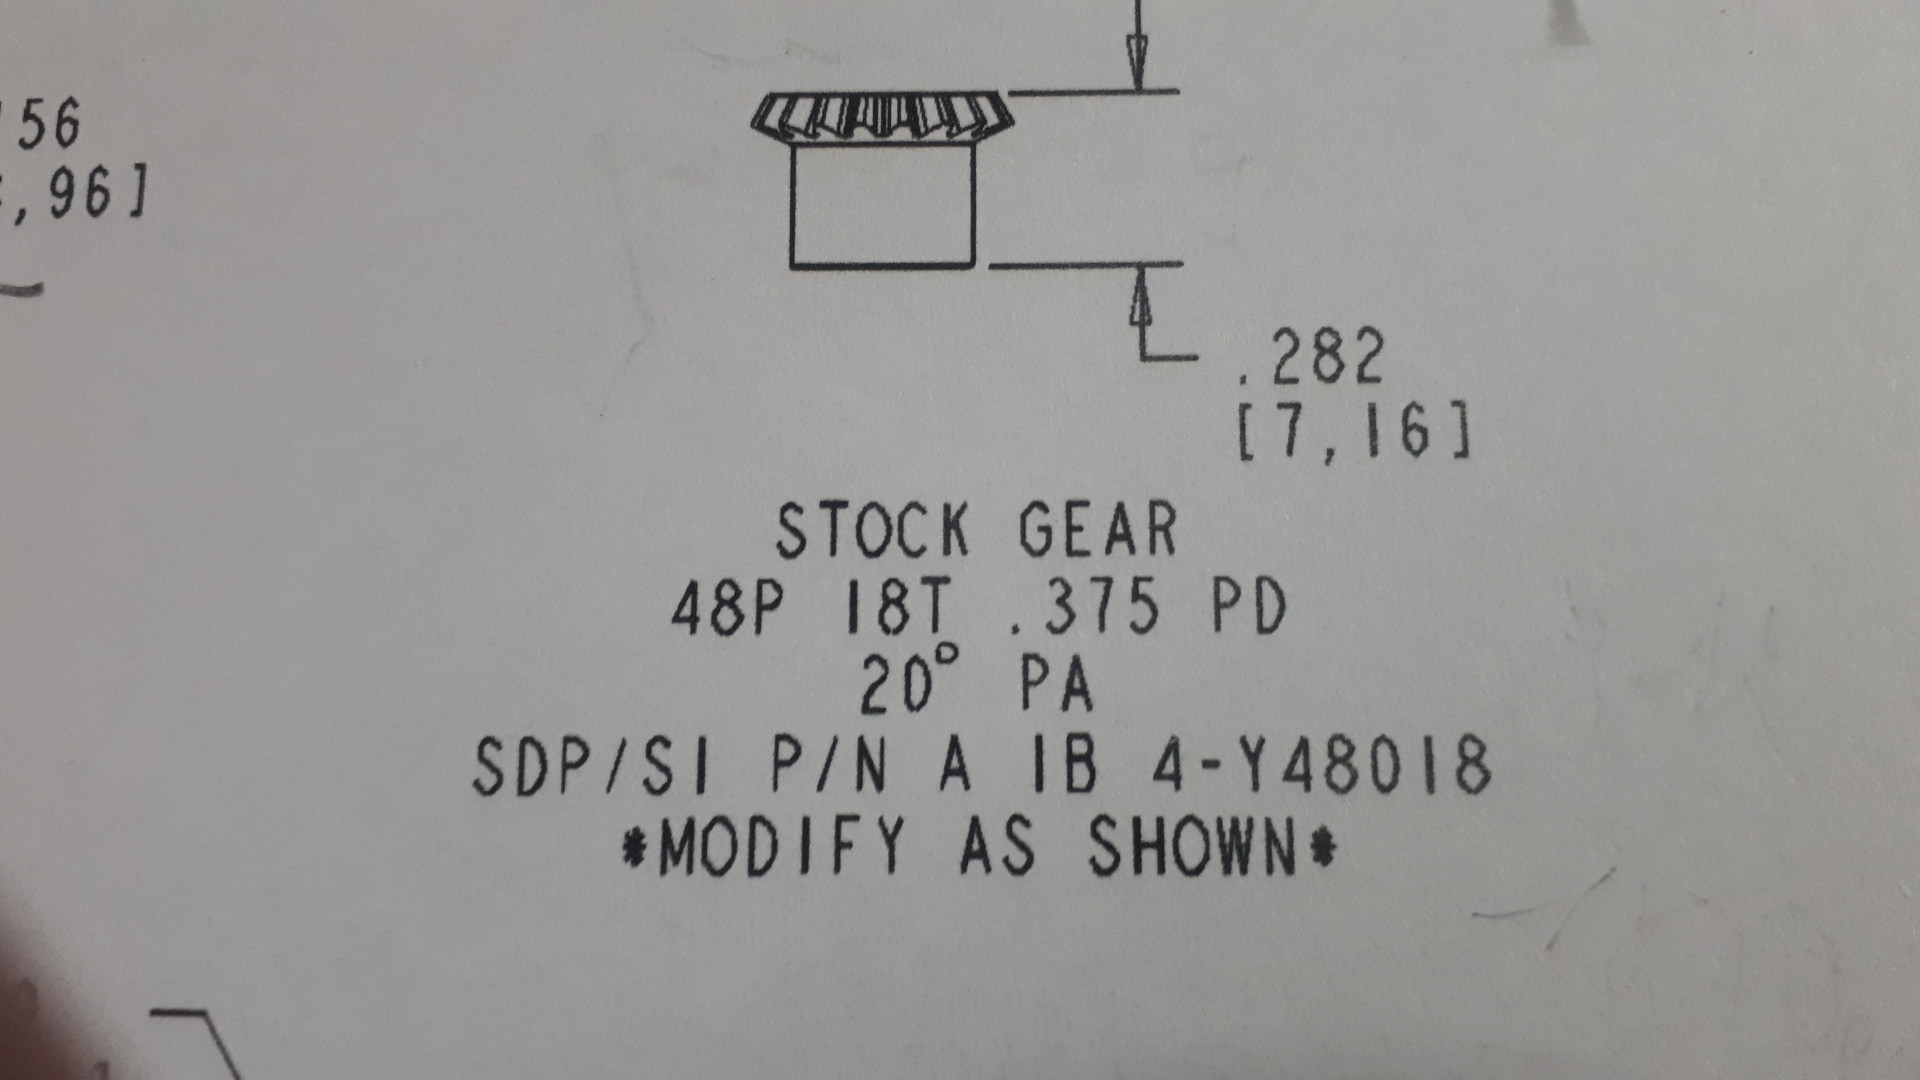 56
,96]
.282
[7,16]
STOCK GEAR
48P 18T .375 PD
20° PA
SDP/SI P/N A 1B 4-Y48018
*MODIFY AS SHOWN*